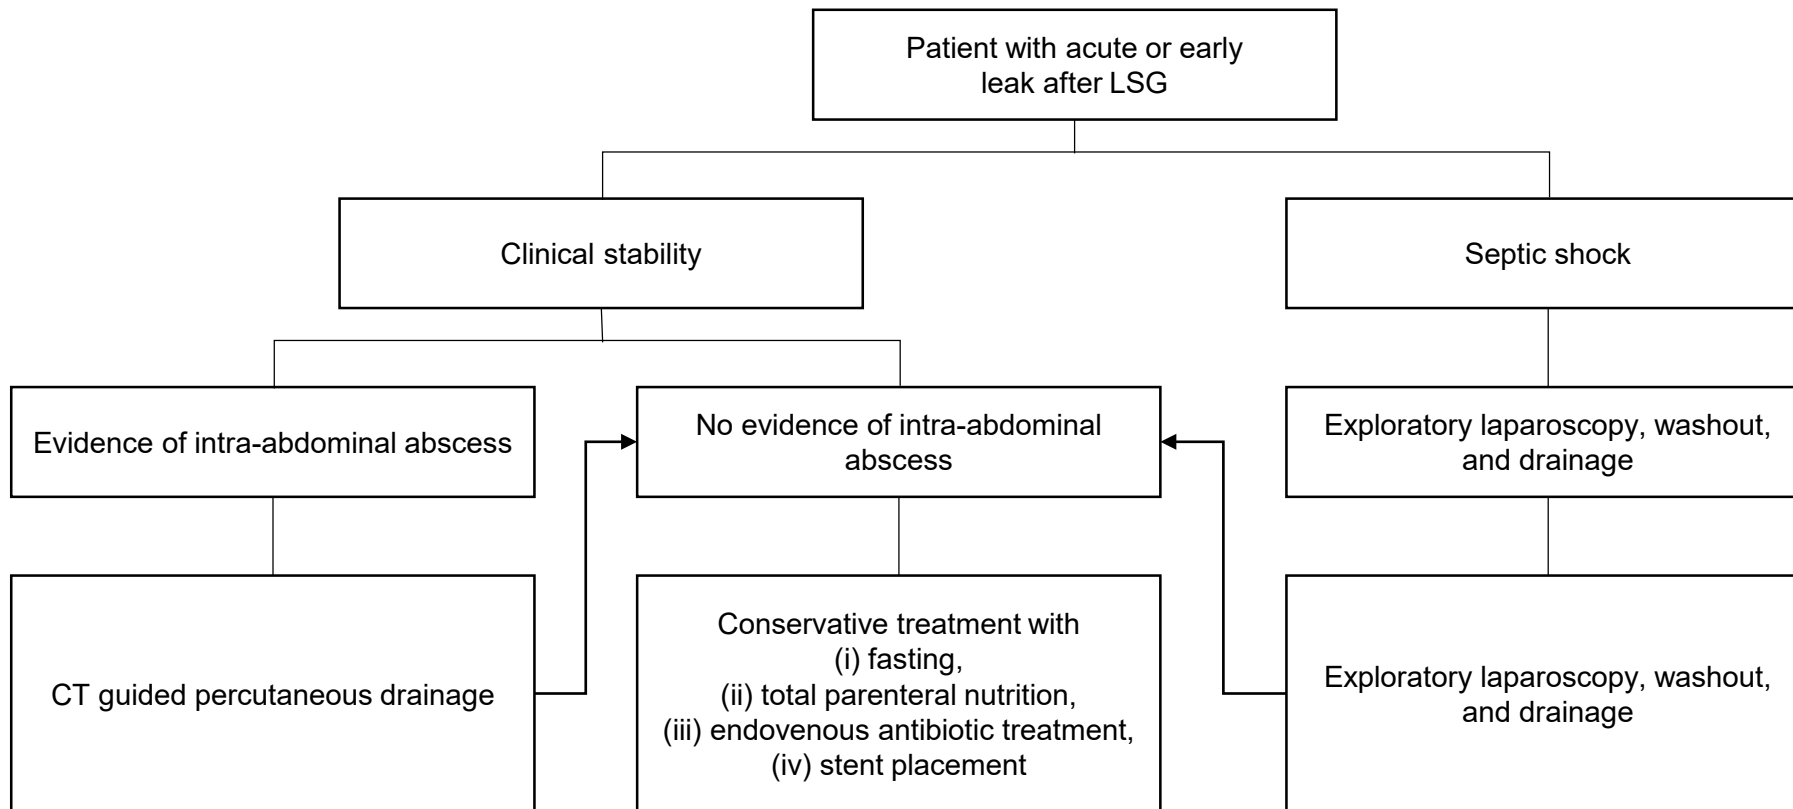 Patient with acute or early
leak after LSG
Clinical stability
Septic shock
Evidence of intra-abdominal abscess
No evidence of intra-abdominal
abscess
Exploratory laparoscopy, washout,
and drainage
CT guided percutaneous drainage
Conservative treatment with
(i) fasting,
(ii) total parenteral nutrition,
(iii) endovenous antibiotic treatment,
(iv) stent placement
Exploratory laparoscopy, washout,
and drainage